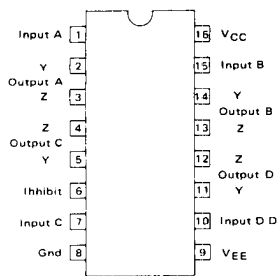 Input A 1 16 VCC
Y 2 15 Input B
Output A
Z 3 14 Y
Output B
Z 4 13 Z
Output C
Y 5 12 Z
Output D
Ihhibit 6 11 Y
Input C 7 10 Input D D
Gnd 8 9 VEE